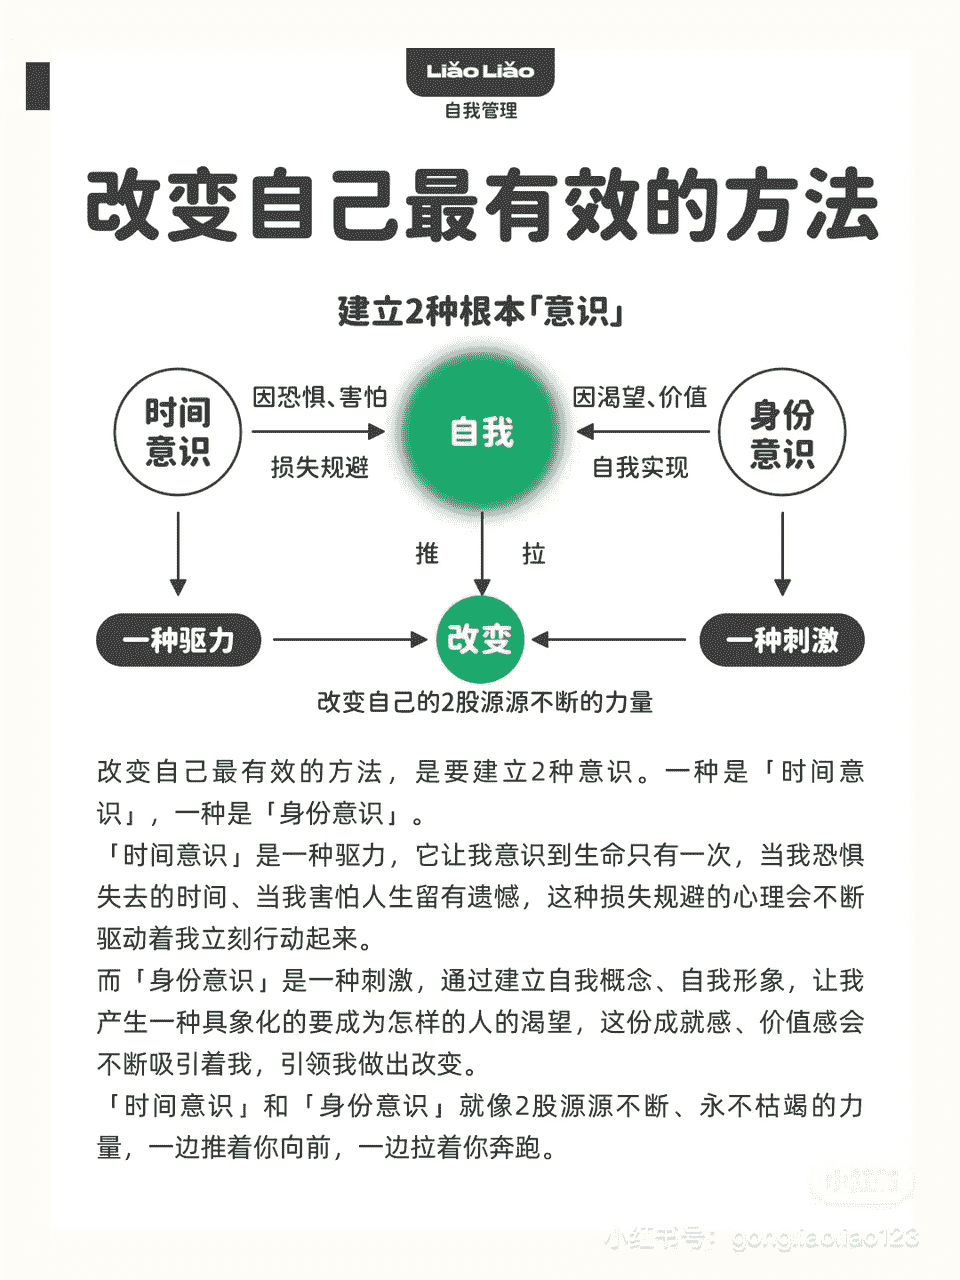 Liǎo Liǎo
自我管理
改变自己最有效的方法
建立2种根本「意识」
时间
意识
因恐惧、害怕
损失规避
自我
因渴望、价值
自我实现
身份
意识
推
拉
一种驱力
改变
一种刺激
改变自己的2股源源不断的力量
改变自己最有效的方法，是要建立2种意识。一种是「时间意
识」，一种是「身份意识」。
「时间意识」是一种驱力，它让我意识到生命只有一次，当我恐惧
失去的时间、当我害怕人生留有遗憾，这种损失规避的心理会不断
驱动着我立刻行动起来。
而「身份意识」是一种刺激，通过建立自我概念、自我形象，让我
产生一种具象化的要成为怎样的人的渴望，这份成就感、价值感会
不断吸引着我，引领我做出改变。
「时间意识」和「身份意识」就像2股源源不断、永不枯竭的力
量，一边推着你向前，一边拉着你奔跑。
小红书
小红书号：gongliaoliao123